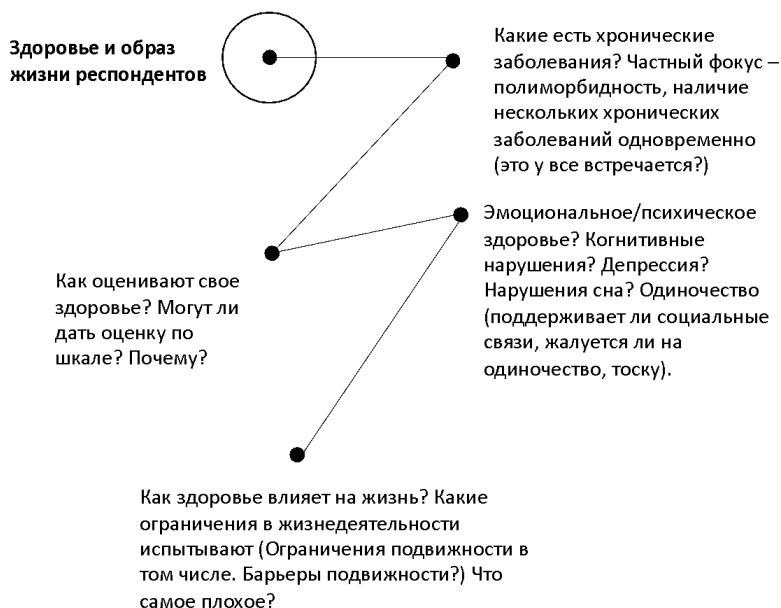 Здоровье и образ
жизни респондентов
Какие есть хронические
заболевания? Частный фокус –
полиморбидность, наличие
нескольких хронических
заболеваний одновременно
(это у все встречается?)
Как оценивают свое
здоровье? Могут ли
дать оценку по
шкале? Почему?
Эмоциональное/психическое
здоровье? Когнитивные
нарушения? Депрессия?
Нарушения сна? Одиночество
(поддерживает ли социальные
связи, жалуется ли на
одиночество, тоску).
Как здоровье влияет на жизнь? Какие
ограничения в жизнедеятельности
испытывают (Ограничения подвижности в
том числе. Барьеры подвижности?) Что
самое плохое?